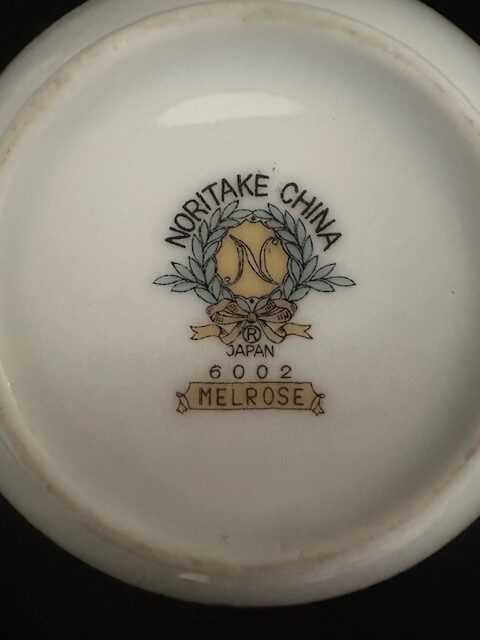 NORITAKE CHINA
N
®
JAPAN
6002
MELROSE